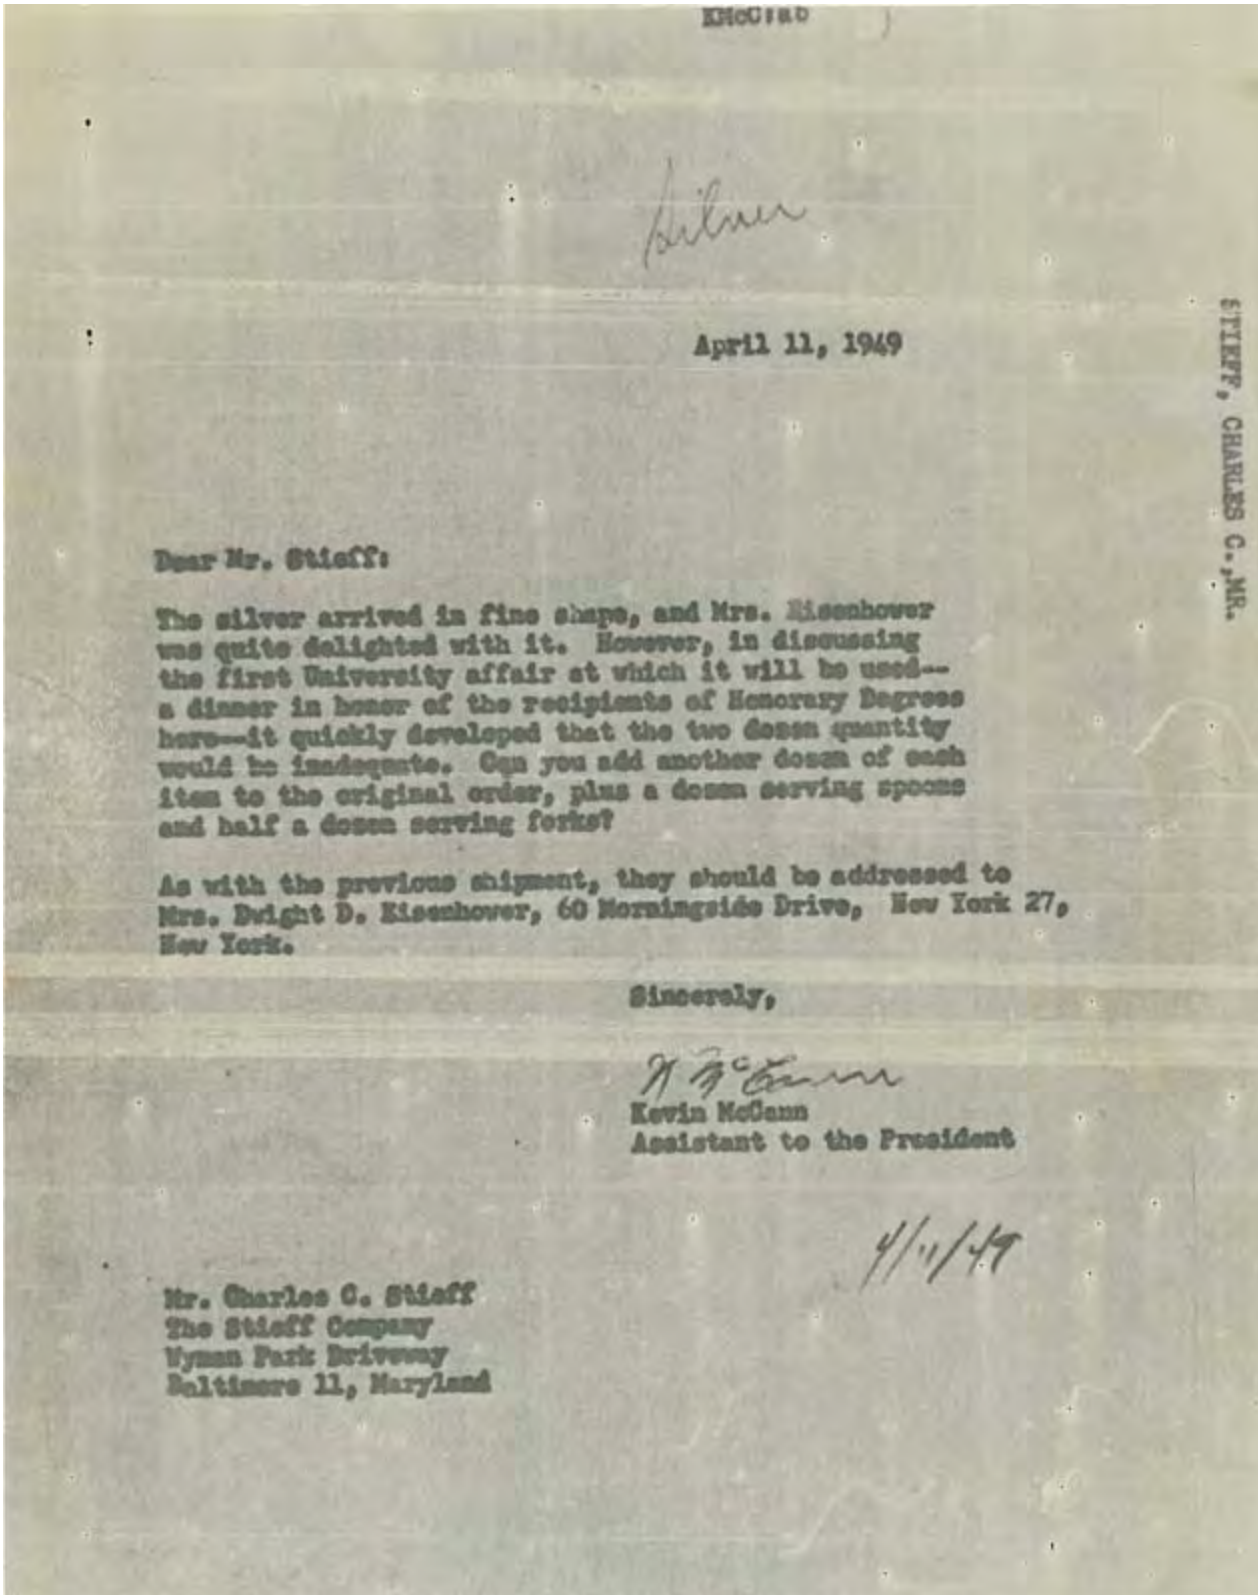 KMcC:ab
Silver
April 11, 1949
STIEFF, CHARLES C.,MR.
Dear Mr. Stieff:
The silver arrived in fine shape, and Mrs. Eisenhower
was quite delighted with it. However, in discussing
the first University affair at which it will be used--
a dinner in honor of the recipients of Honorary Degrees
here--it quickly developed that the two dozen quantity
would be inadequate. Can you add another dozen of each
item to the original order, plus a dozen serving spoons
and half a dozen serving forks?
As with the previous shipment, they should be addressed to
Mrs. Dwight D. Eisenhower, 60 Morningside Drive, New York 27,
New York.
Sincerely,
K McCann
Kevin McCann
Assistant to the President
4/11/49
Mr. Charles C. Stieff
The Stieff Company
Wyman Park Driveway
Baltimore 11, Maryland